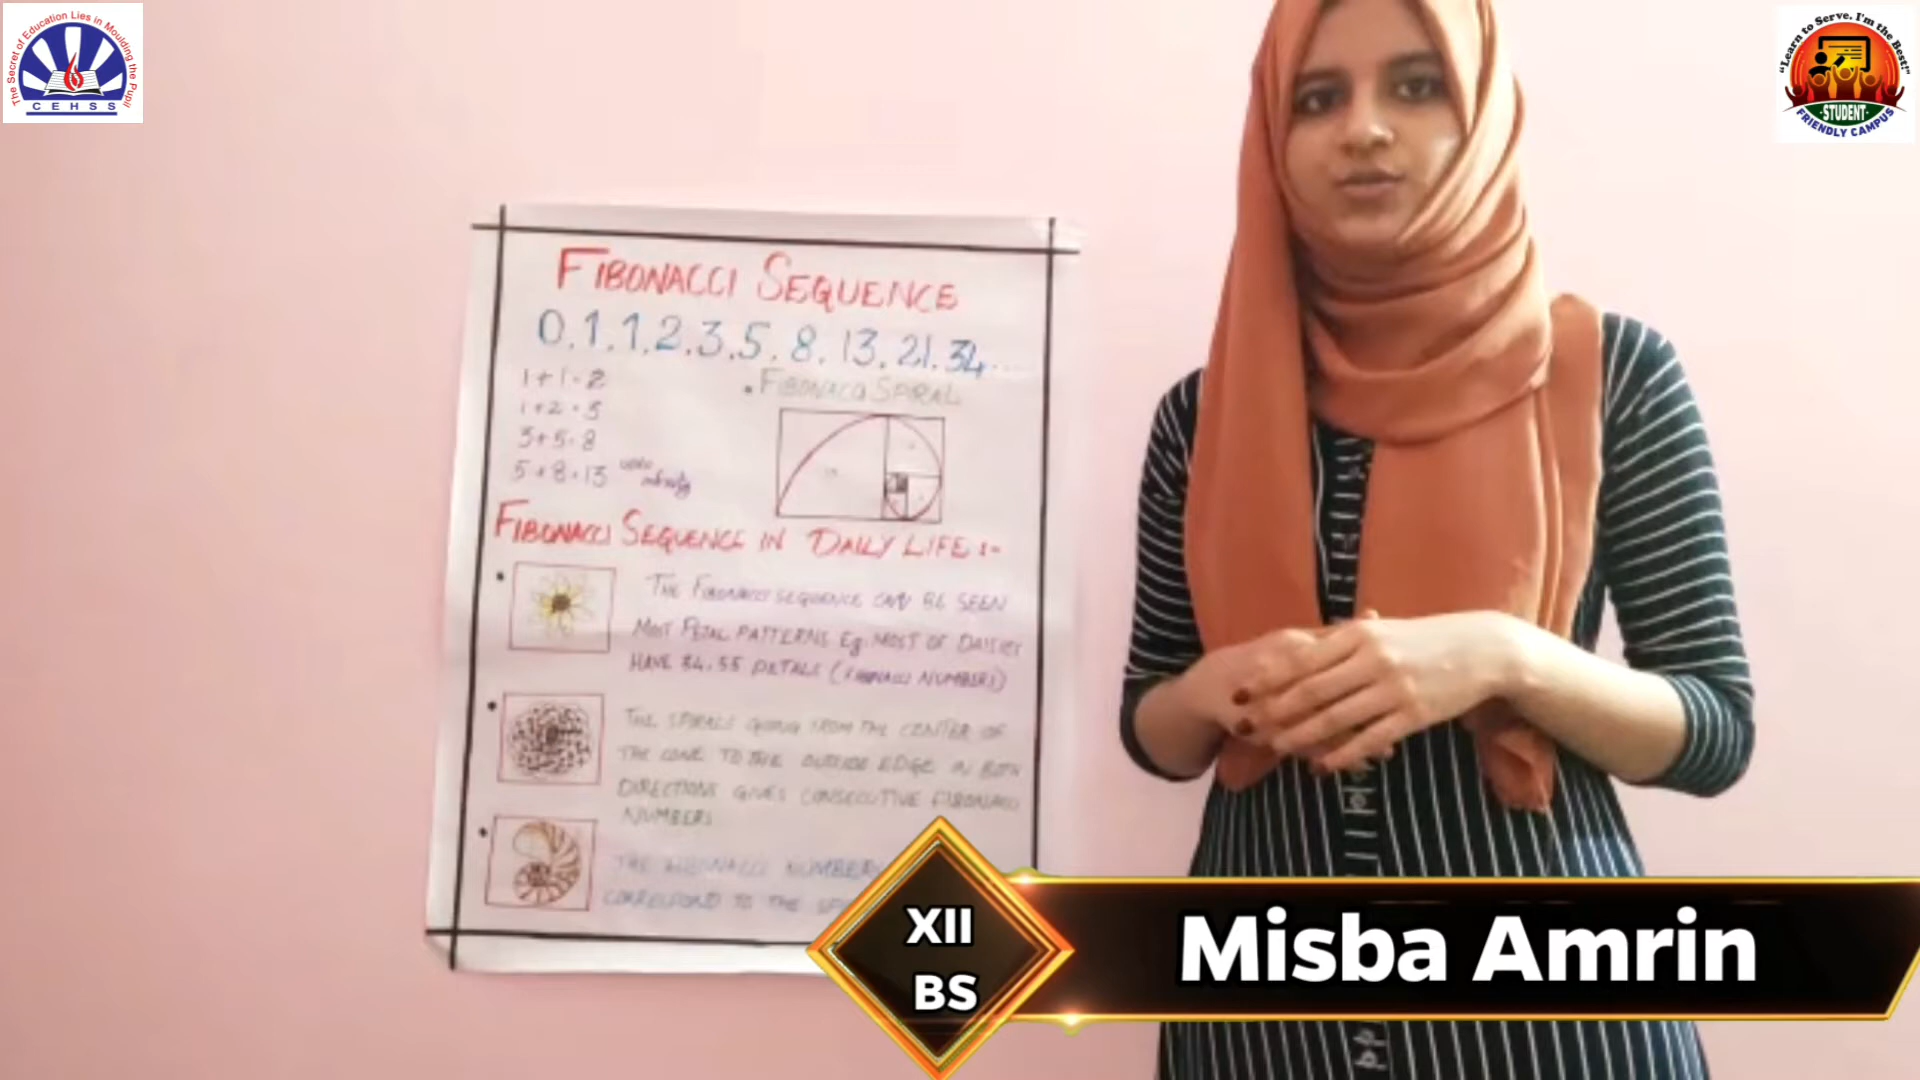 The Secret of Education Lies in Moulding the Pupil
CEHSS
"Learn to Serve. I'm the Best!"
STUDENT
FRIENDLY CAMPUS
FIBONACCI SEQUENCE
0.1.1.2.3.5.8.13.21.34...
1+1=2
1+2=3
3+5=8
5+8=13 infinity
• FIBONACCI SPIRAL
FIBONACCI SEQUENCE IN DAILY LIFE :-
THE FIBONACCI SEQUENCE CAN BE SEEN
MOST PETAL PATTERNS Eg: MOST OF DAISIES
HAVE 34.55 PETALS (FIBONACCI NUMBERS)
THE SPIRALS GOING FROM THE CENTER OF
THE CONE TO THE OUTSIDE EDGE IN BOTH
DIRECTIONS GIVES CONSECUTIVE FIBONACCI
NUMBERS
THE FIBONACCI NUMBERS
CORRESPOND TO THE
XII
BS
Misba Amrin